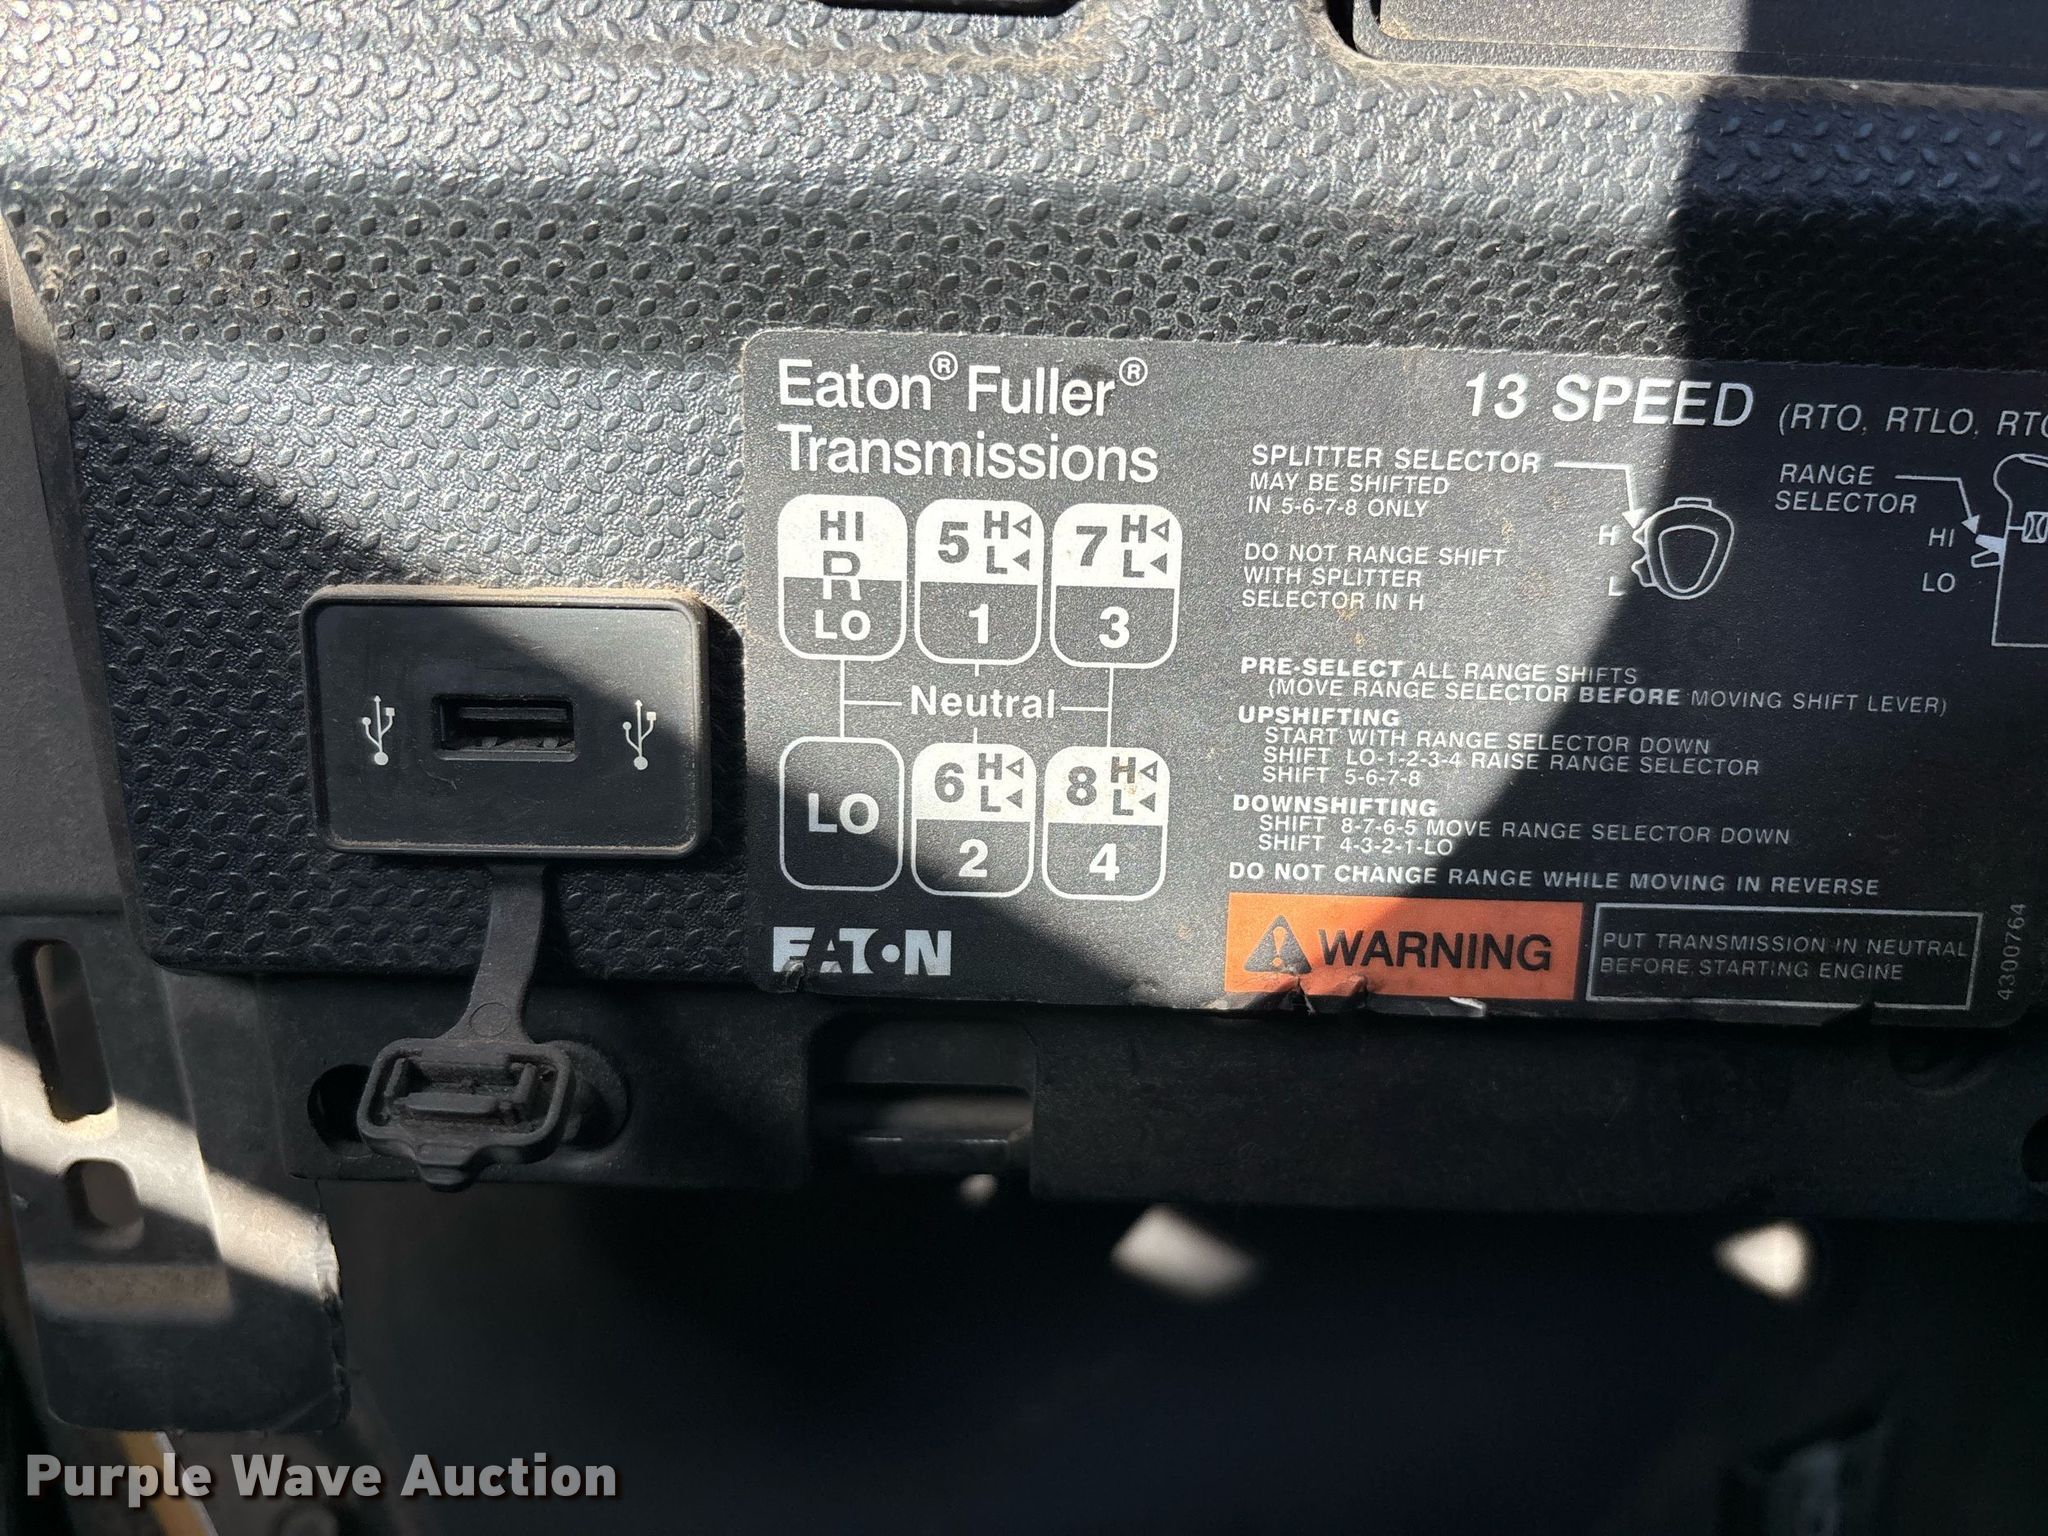 Eaton® Fuller®
Transmissions
HI
R
LO
5 H
L
1
7 H
L
3
Neutral
LO
6 H
L
2
8 H
L
4
EATON
13 SPEED (RTO, RTLO,
SPLITTER SELECTOR
MAY BE SHIFTED
IN 5-6-7-8 ONLY
H
L
RANGE
SELECTOR
HI
LO
DO NOT RANGE SHIFT
WITH SPLITTER
SELECTOR IN H
PRE-SELECT ALL RANGE SHIFTS
(MOVE RANGE SELECTOR BEFORE MOVING SHIFT LEVER)
UPSHIFTING
START WITH RANGE SELECTOR DOWN
SHIFT LO-1-2-3-4 RAISE RANGE SELECTOR
SHIFT 5-6-7-8
DOWNSHIFTING
SHIFT 8-7-6-5 MOVE RANGE SELECTOR DOWN
SHIFT 4-3-2-1-LO
DO NOT CHANGE RANGE WHILE MOVING IN REVERSE
WARNING
PUT TRANSMISSION IN NEUTRAL
BEFORE STARTING ENGINE
4300764
Purple Wave Auction